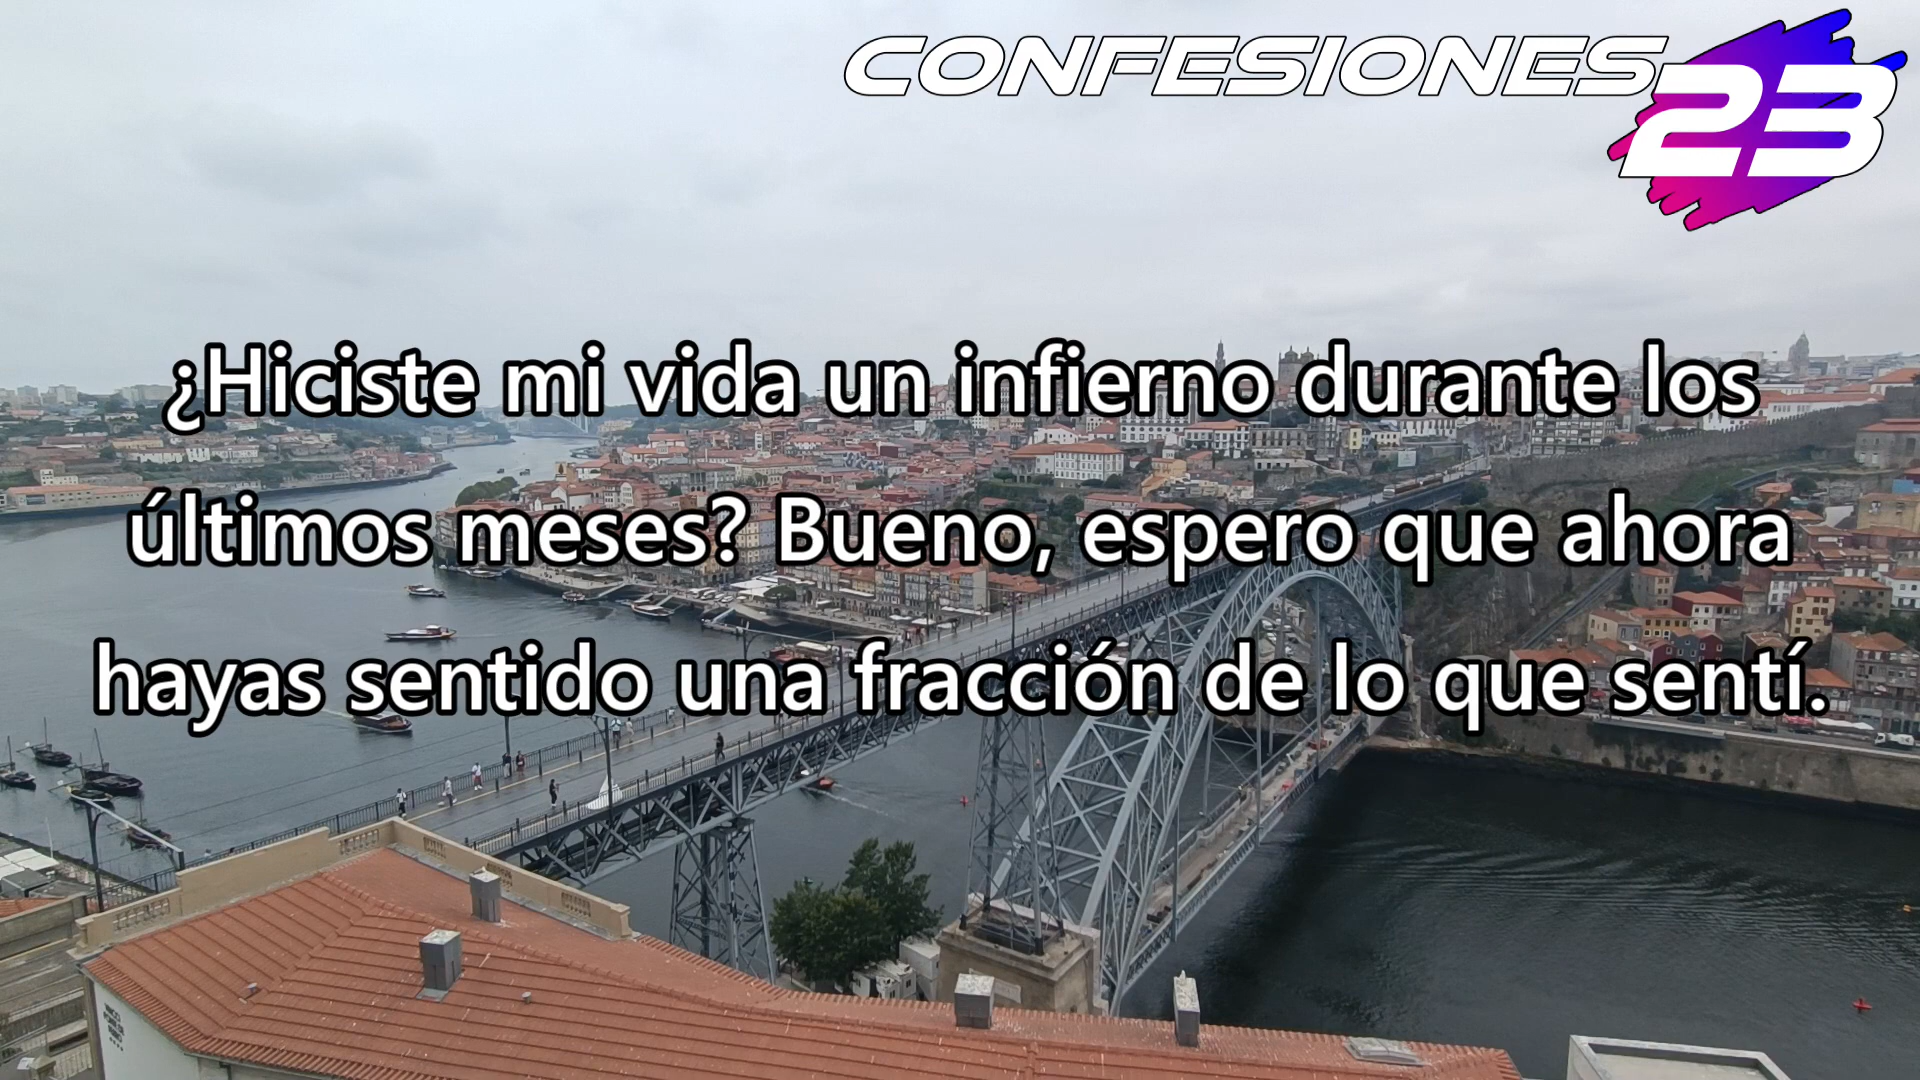 CONFESIONES
23
¿Hiciste mi vida un infierno durante los
últimos meses? Bueno, espero que ahora
hayas sentido una fracción de lo que sentí.